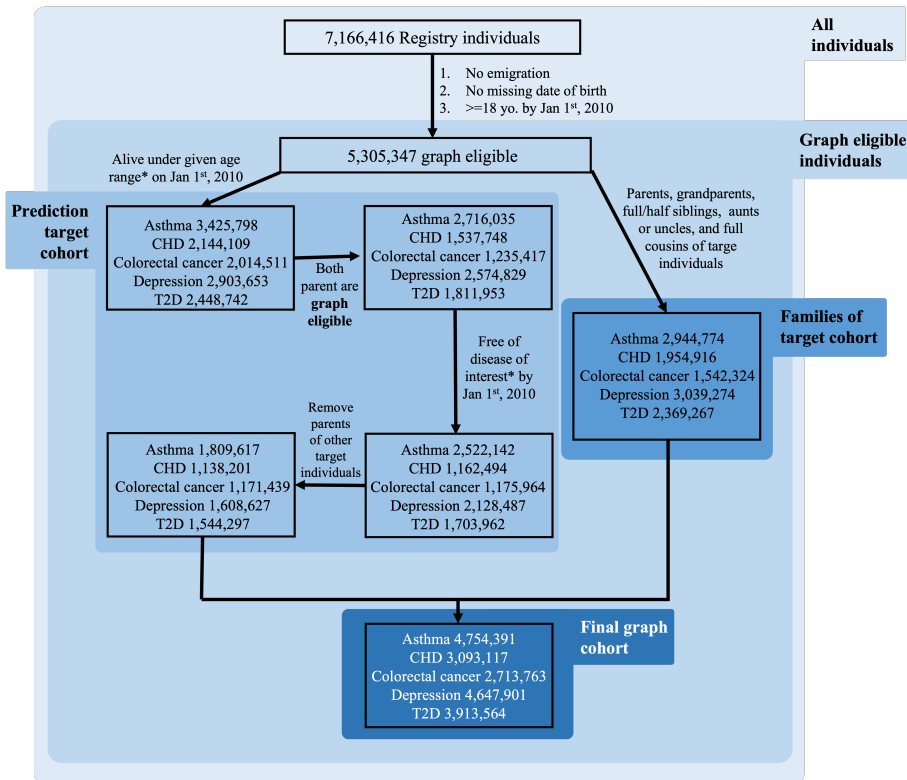 7,166,416 Registry individuals
All
individuals
1. No emigration
2. No missing date of birth
3. >=18 yo. by Jan 1st, 2010
5,305,347 graph eligible
Graph eligible
individuals
Alive under given age
range* on Jan 1st, 2010
Prediction
target
cohort
Asthma 3,425,798
CHD 2,144,109
Colorectal cancer 2,014,511
Depression 2,903,653
T2D 2,448,742
Both
parent are
graph
eligible
Asthma 2,716,035
CHD 1,537,748
Colorectal cancer 1,235,417
Depression 2,574,829
T2D 1,811,953
Parents, grandparents,
full/half siblings, aunts
or uncles, and full
cousins of targe
individuals
Families of
target cohort
Asthma 2,944,774
CHD 1,954,916
Colorectal cancer 1,542,324
Depression 3,039,274
T2D 2,369,267
Free of
disease of
interest* by
Jan 1st, 2010
Asthma 2,522,142
CHD 1,162,494
Colorectal cancer 1,175,964
Depression 2,128,487
T2D 1,703,962
Remove
parents
of other
target
individuals
Asthma 1,809,617
CHD 1,138,201
Colorectal cancer 1,171,439
Depression 1,608,627
T2D 1,544,297
Final graph
cohort
Asthma 4,754,391
CHD 3,093,117
Colorectal cancer 2,713,763
Depression 4,647,901
T2D 3,913,564